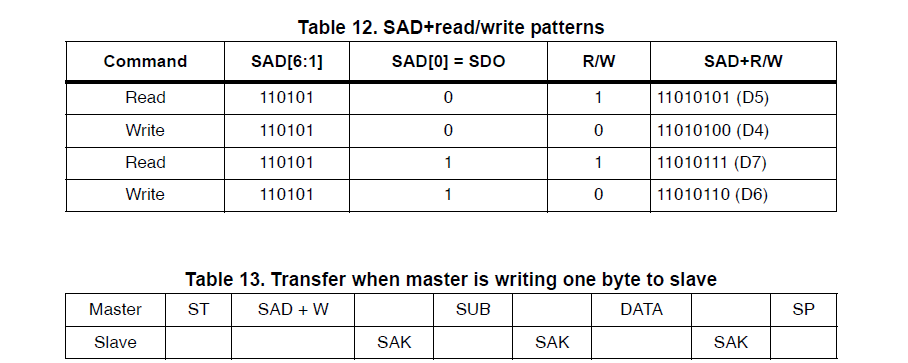 Table 12. SAD+read/write patterns
Command SAD[6:1] SAD[0] = SDO R/W SAD+R/W
Read 110101 0 1 11010101 (D5)
Write 110101 0 0 11010100 (D4)
Read 110101 1 1 11010111 (D7)
Write 110101 1 0 11010110 (D6)
Table 13. Transfer when master is writing one byte to slave
Master ST SAD + W SUB DATA SP
Slave SAK SAK SAK